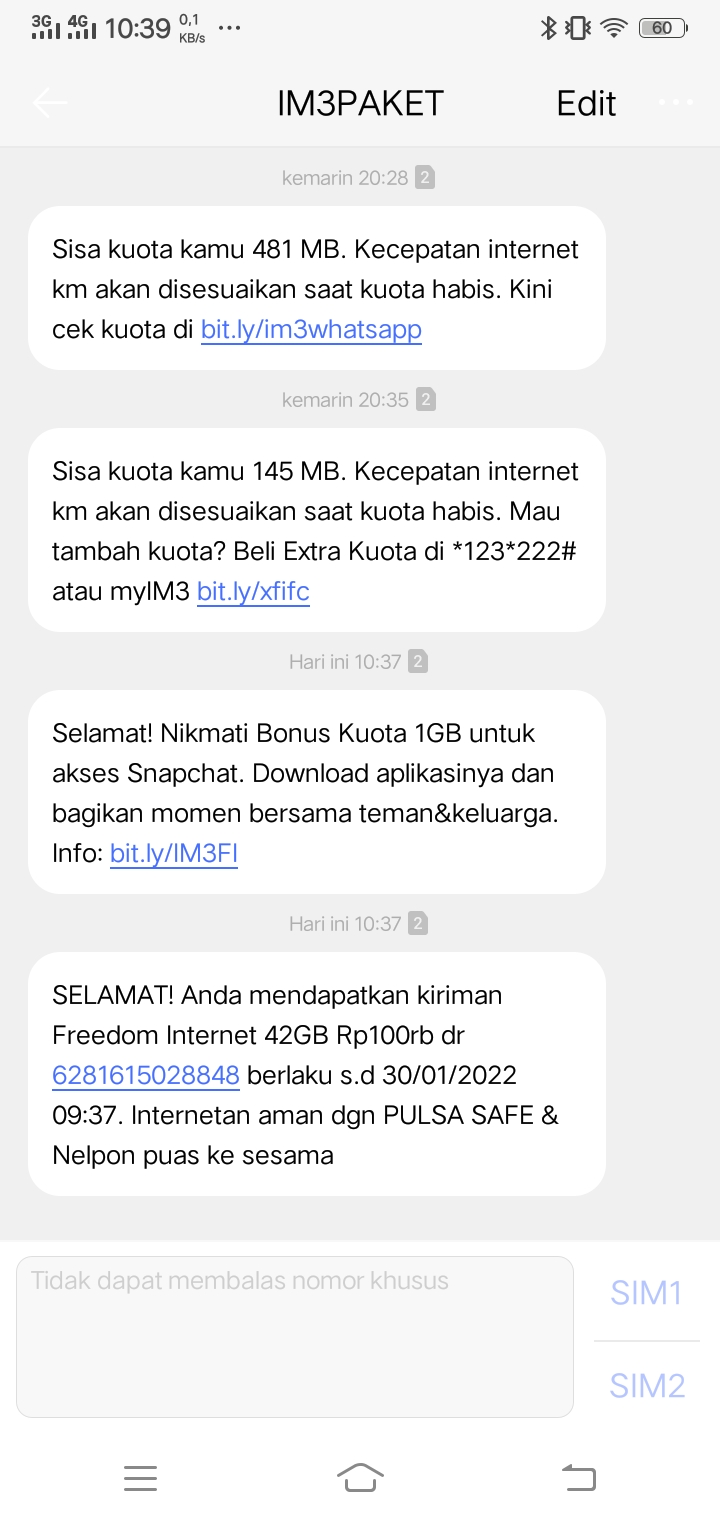 3G 4G 10:39 0,1 KB/s ... 60
IM3PAKET Edit
kemarin 20:28 2
Sisa kuota kamu 481 MB. Kecepatan internet
km akan disesuaikan saat kuota habis. Kini
cek kuota di bit.ly/im3whatsapp
kemarin 20:35 2
Sisa kuota kamu 145 MB. Kecepatan internet
km akan disesuaikan saat kuota habis. Mau
tambah kuota? Beli Extra Kuota di *123*222#
atau myIM3 bit.ly/xfifc
Hari ini 10:37 2
Selamat! Nikmati Bonus Kuota 1GB untuk
akses Snapchat. Download aplikasinya dan
bagikan momen bersama teman&keluarga.
Info: bit.ly/IM3FI
Hari ini 10:37 2
SELAMAT! Anda mendapatkan kiriman
Freedom Internet 42GB Rp100rb dr
6281615028848 berlaku s.d 30/01/2022
09:37. Internetan aman dgn PULSA SAFE &
Nelpon puas ke sesama
Tidak dapat membalas nomor khusus
SIM1
SIM2